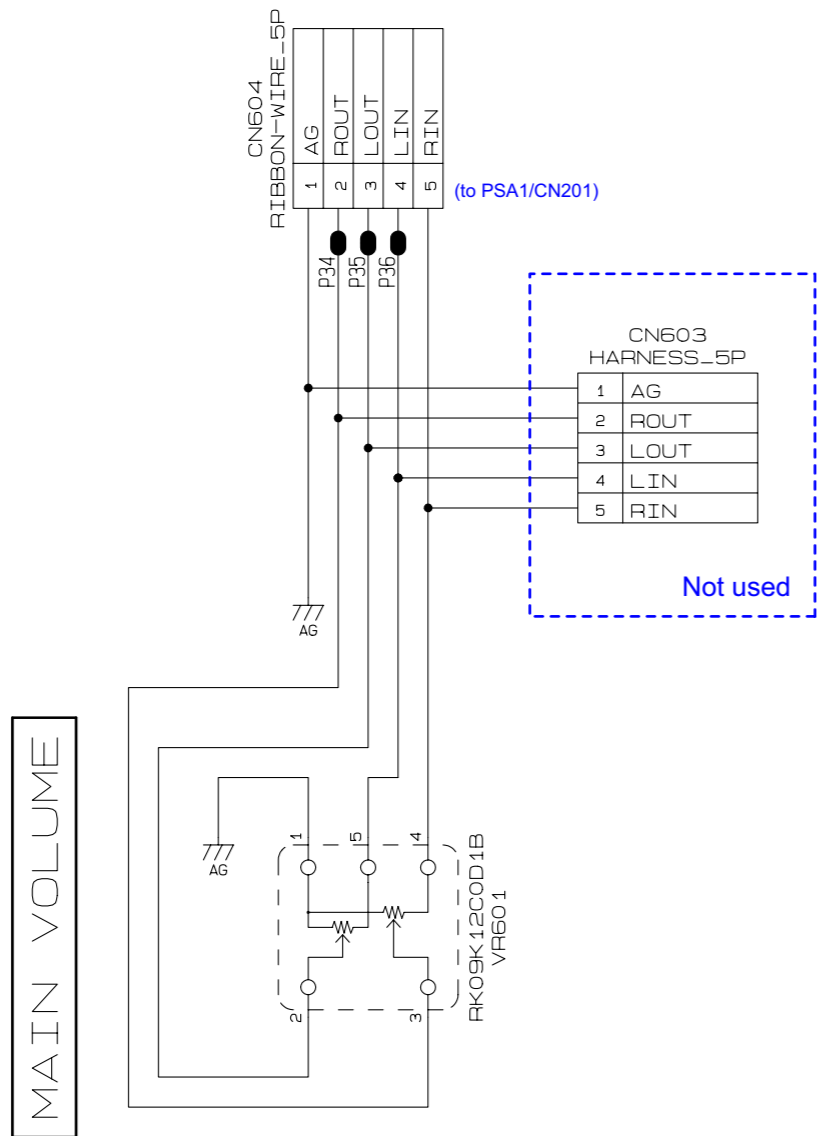 CN604
RIBBON-WIRE_5P
1 AG
2 ROUT
3 LOUT
4 LIN
5 RIN
(to PSA1/CN201)
P34
P35
P36
CN603
HARNESS_5P
1 AG
2 ROUT
3 LOUT
4 LIN
5 RIN
Not used
AG
MAIN VOLUME
AG
1
5
4
2
3
RK09K12C0D1B
VR601